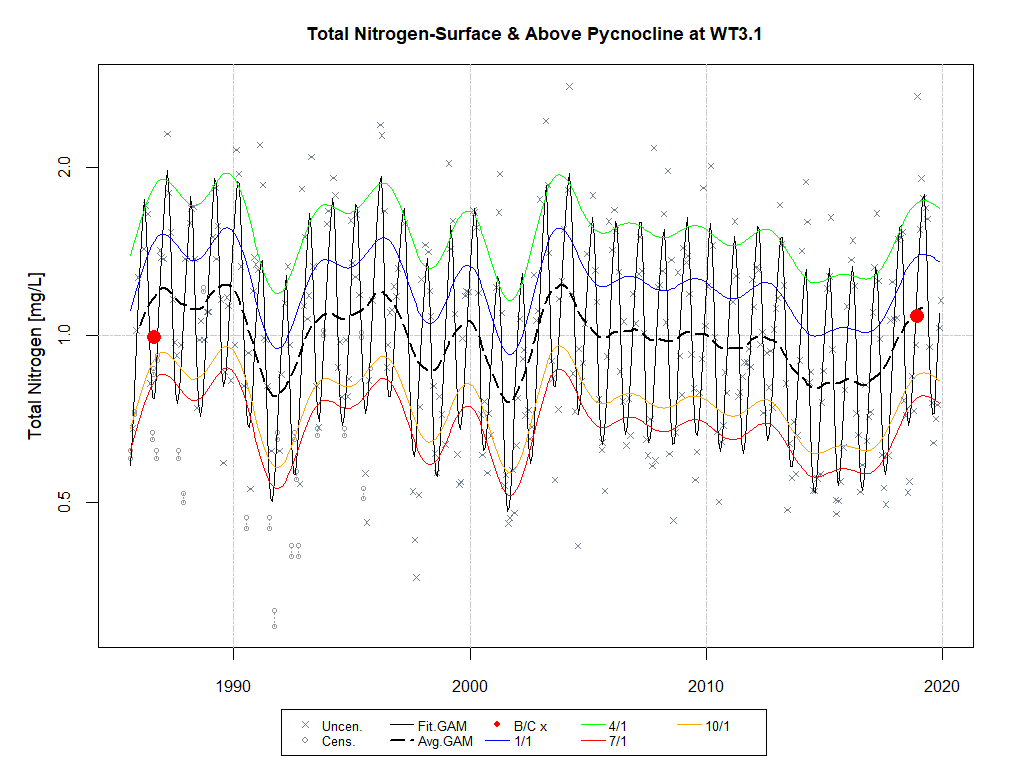 Total Nitrogen-Surface & Above Pycnocline at WT3.1
Total Nitrogen [mg/L]
2.0
1.0
0.5
1990 2000 2010 2020
Uncen. Fit.GAM B/C x 4/1 10/1
Cens. Avg.GAM 1/1 7/1